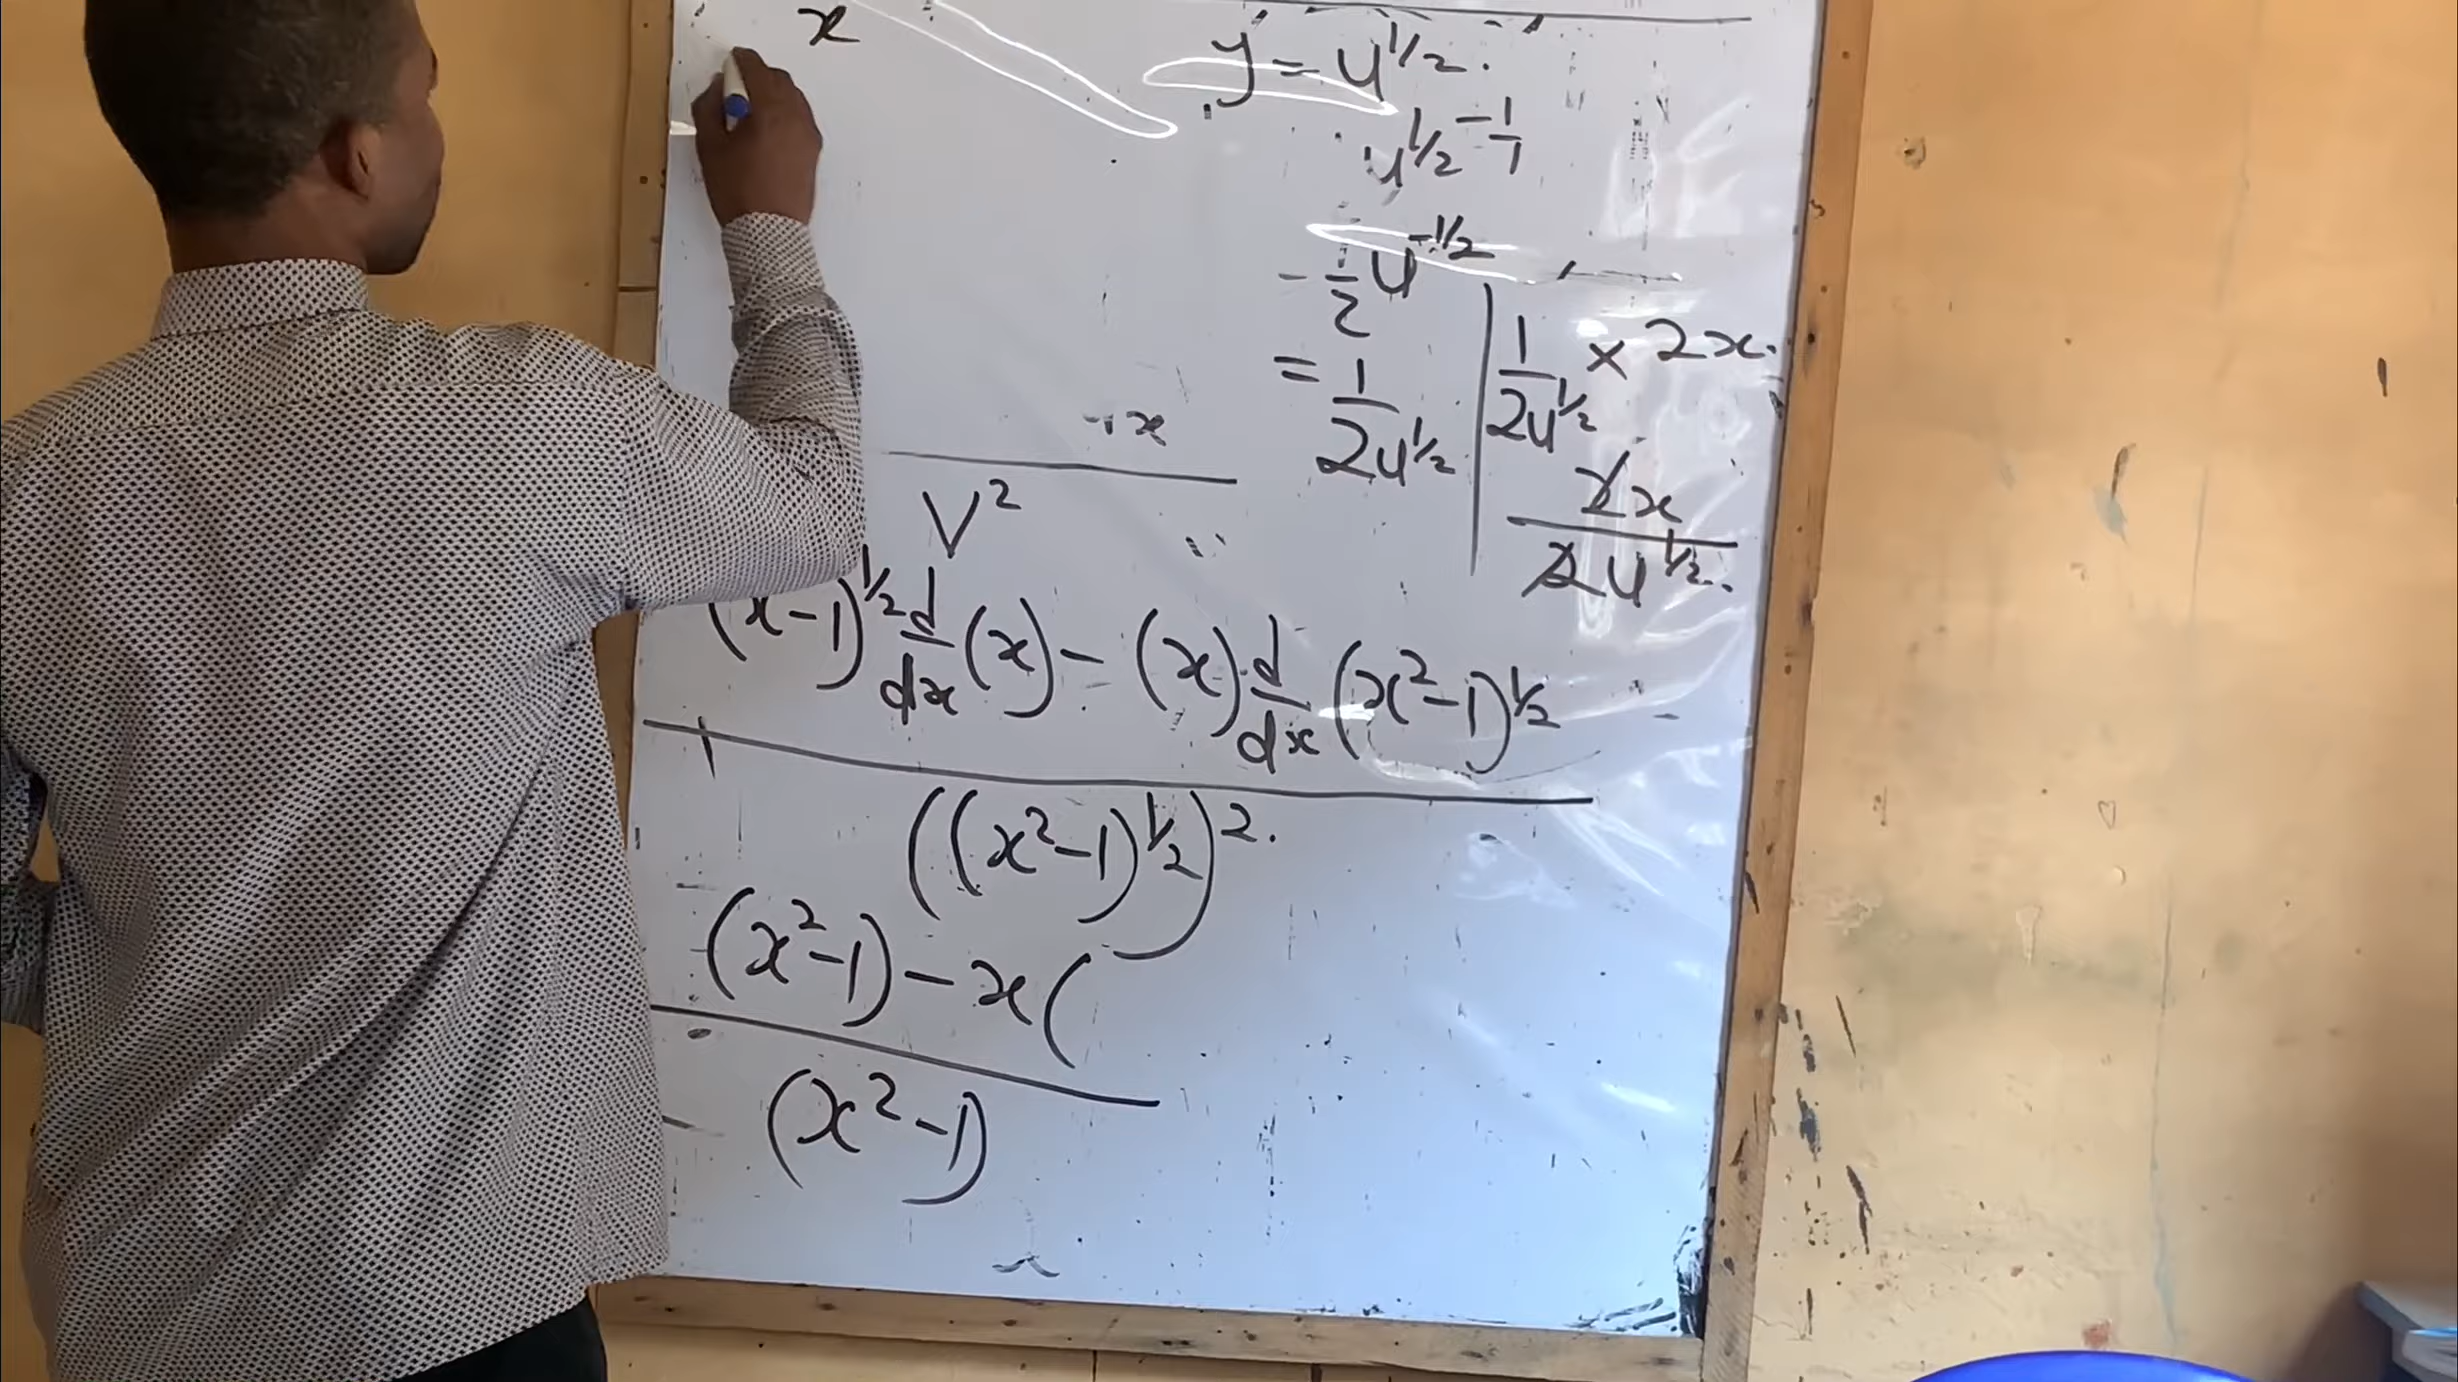 x
y = u^1/2.
u^1/2 - 1/1
- 1/2 u^-1/2
= 1/2u^1/2
1/2u^1/2 × 2x.
2x/2u^1/2.
x
V²
(x-1)^1/2 d/dx (x) - (x) d/dx (x²-1)^1/2
((x²-1)^1/2)².
(x²-1) - x(
(x²-1)